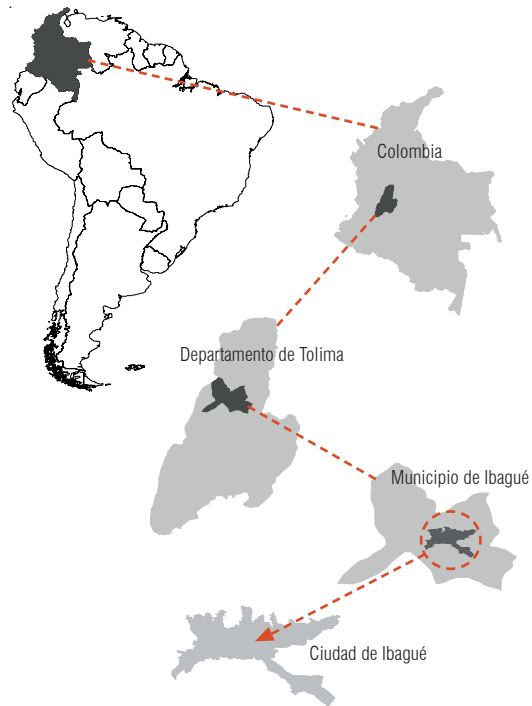 Colombia
Departamento de Tolima
Municipio de Ibagué
Ciudad de Ibagué